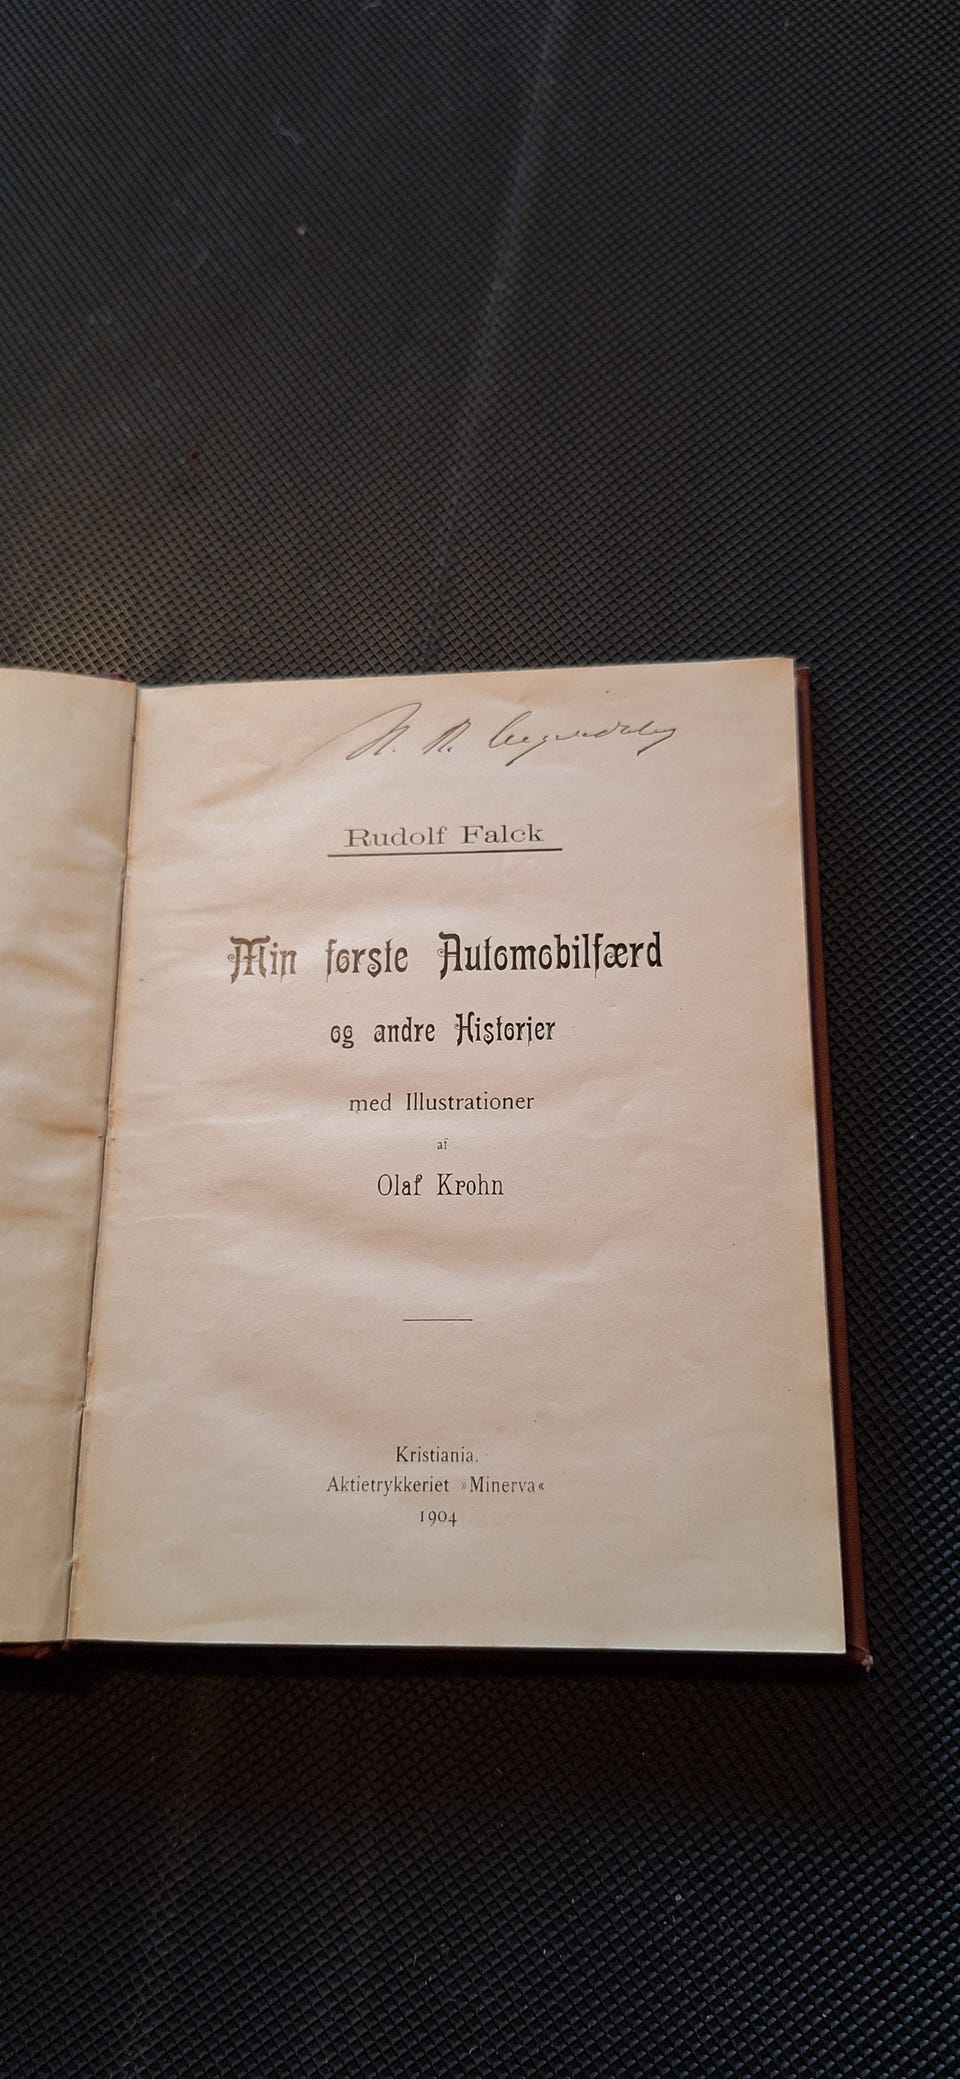 N. R.
Rudolf Falck
Min første Automobilfærd
og andre Historier
med Illustrationer
af
Olaf Krohn
Kristiania.
Aktietrykkeriet »Minerva«
1904